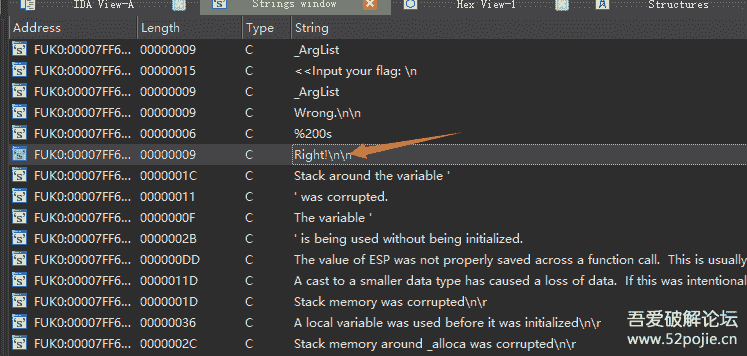 IDA View-A Strings window Hex View-1 Structures
Address Length Type String
FUK0:00007FF6... 00000009 C _ArgList
FUK0:00007FF6... 00000015 C <<Input your flag: \n
FUK0:00007FF6... 00000009 C _ArgList
FUK0:00007FF6... 00000009 C Wrong.\n\n
FUK0:00007FF6... 00000006 C %200s
FUK0:00007FF6... 00000009 C Right!\n\n
FUK0:00007FF6... 0000001C C Stack around the variable '
FUK0:00007FF6... 00000011 C ' was corrupted.
FUK0:00007FF6... 0000000F C The variable '
FUK0:00007FF6... 0000002B C ' is being used without being initialized.
FUK0:00007FF6... 000000DD C The value of ESP was not properly saved across a function call.  This is usually
FUK0:00007FF6... 0000011D C A cast to a smaller data type has caused a loss of data.  If this was intentional
FUK0:00007FF6... 0000001D C Stack memory was corrupted\n\r
FUK0:00007FF6... 00000036 C A local variable was used before it was initialized\n\r
FUK0:00007FF6... 0000002C C Stack memory around _alloca was corrupted\n\r
吾爱破解论坛
www.52pojie.cn